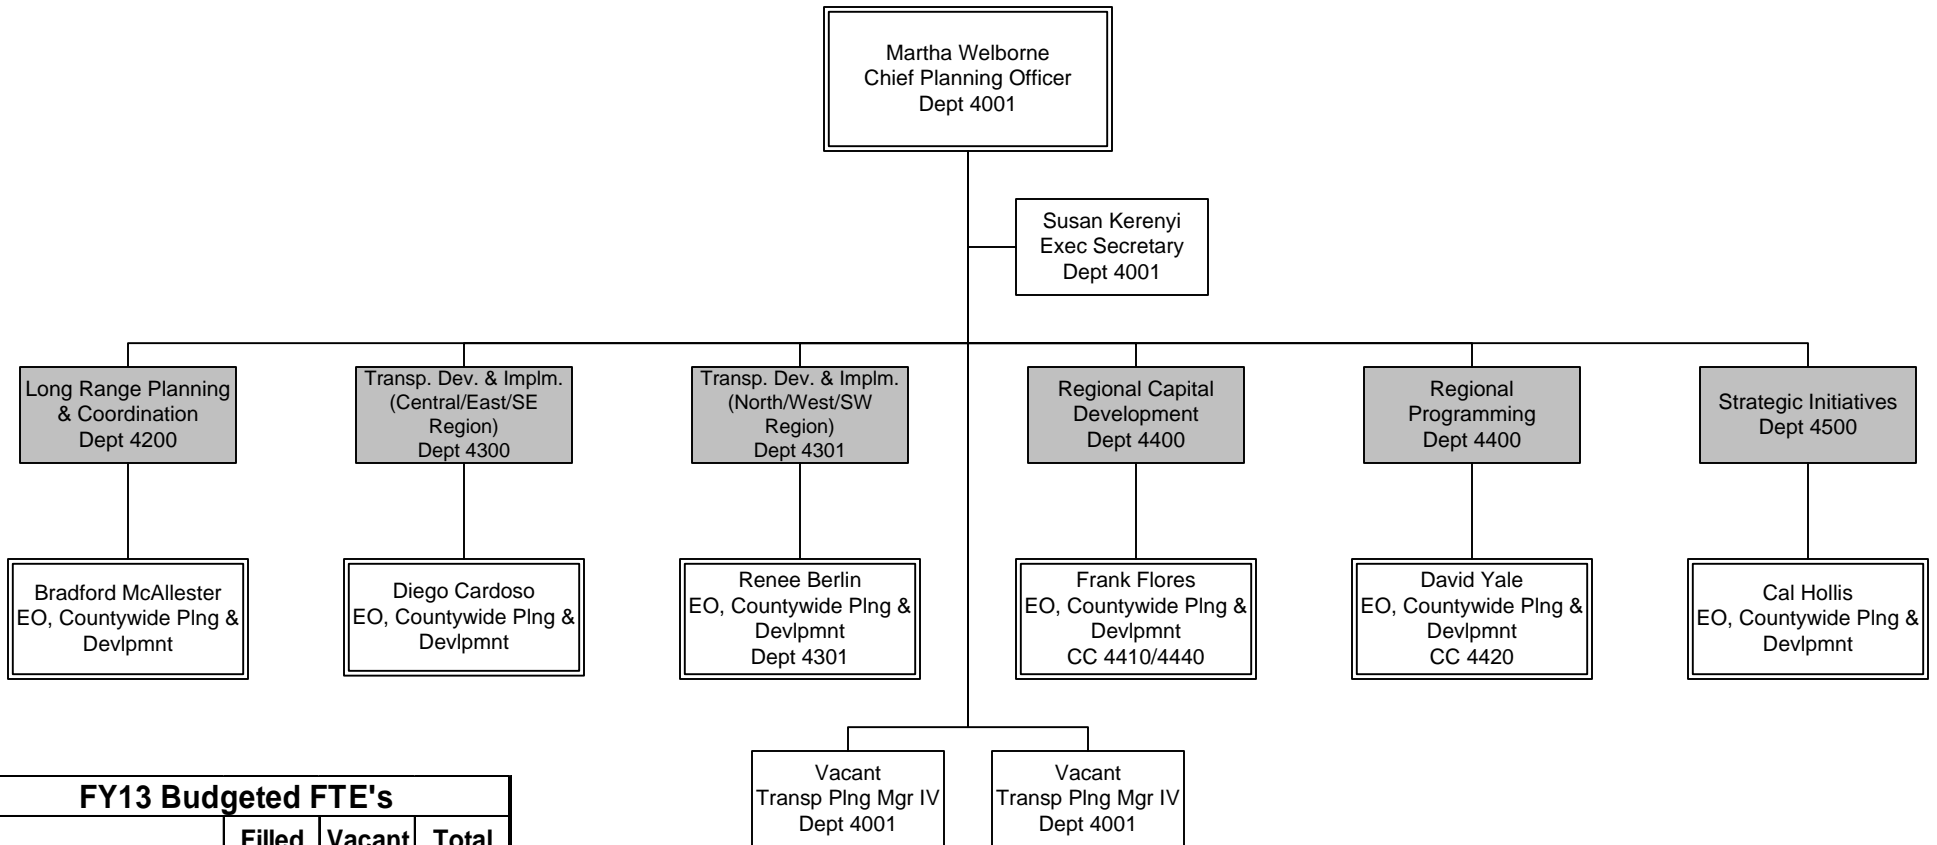 Martha Welborne
Chief Planning Officer
Dept 4001
Susan Kerenyi
Exec Secretary
Dept 4001
Long Range Planning
& Coordination
Dept 4200
Transp. Dev. & Implm.
(Central/East/SE
Region)
Dept 4300
Transp. Dev. & Implm.
(North/West/SW
Region)
Dept 4301
Regional Capital
Development
Dept 4400
Regional
Programming
Dept 4400
Strategic Initiatives
Dept 4500
Bradford McAllester
EO, Countywide Plng &
Devlpmnt
Diego Cardoso
EO, Countywide Plng &
Devlpmnt
Renee Berlin
EO, Countywide Plng &
Devlpmnt
Dept 4301
Frank Flores
EO, Countywide Plng &
Devlpmnt
CC 4410/4440
David Yale
EO, Countywide Plng &
Devlpmnt
CC 4420
Cal Hollis
EO, Countywide Plng &
Devlpmnt
Vacant
Transp Plng Mgr IV
Dept 4001
Vacant
Transp Plng Mgr IV
Dept 4001
FY13 Budgeted FTE's
Filled Vacant Total